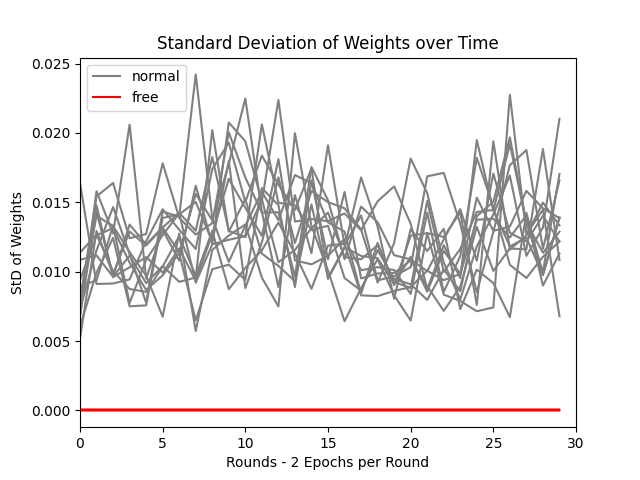 Standard Deviation of Weights over Time
normal
free
0.025
0.020
0.015
0.010
0.005
0.000
StD of Weights
0
5
10
15
20
25
30
Rounds - 2 Epochs per Round